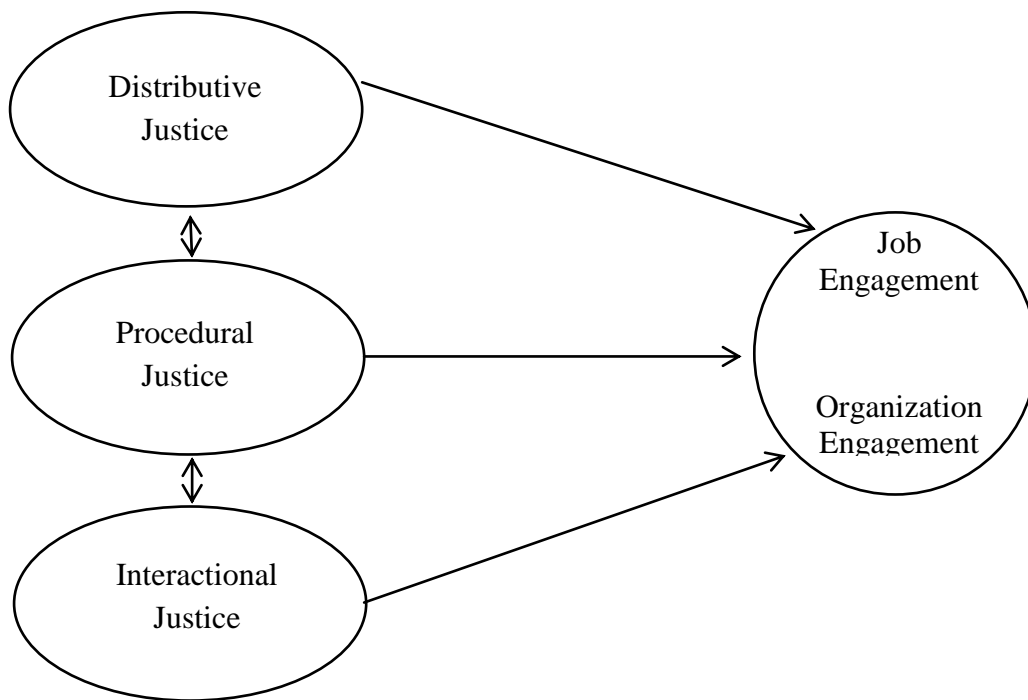 Distributive
Justice
Job
Engagement
Procedural
Justice
Organization
Engagement
Interactional
Justice